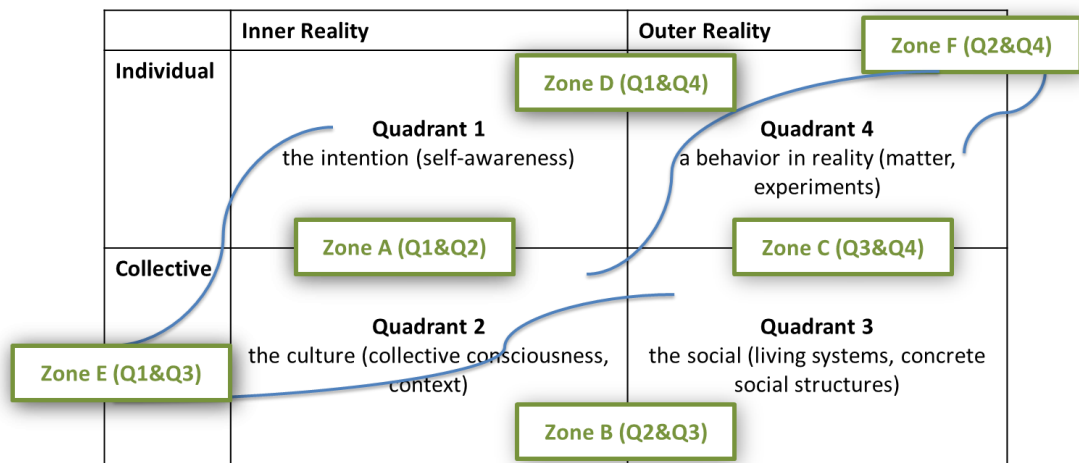 Inner Reality
Outer Reality
Zone F (Q2&Q4)
Individual
Zone D (Q1&Q4)
Quadrant 1
the intention (self-awareness)
Quadrant 4
a behavior in reality (matter,
experiments)
Zone A (Q1&Q2)
Zone C (Q3&Q4)
Collective
Quadrant 2
the culture (collective consciousness,
context)
Quadrant 3
the social (living systems, concrete
social structures)
Zone E (Q1&Q3)
Zone B (Q2&Q3)